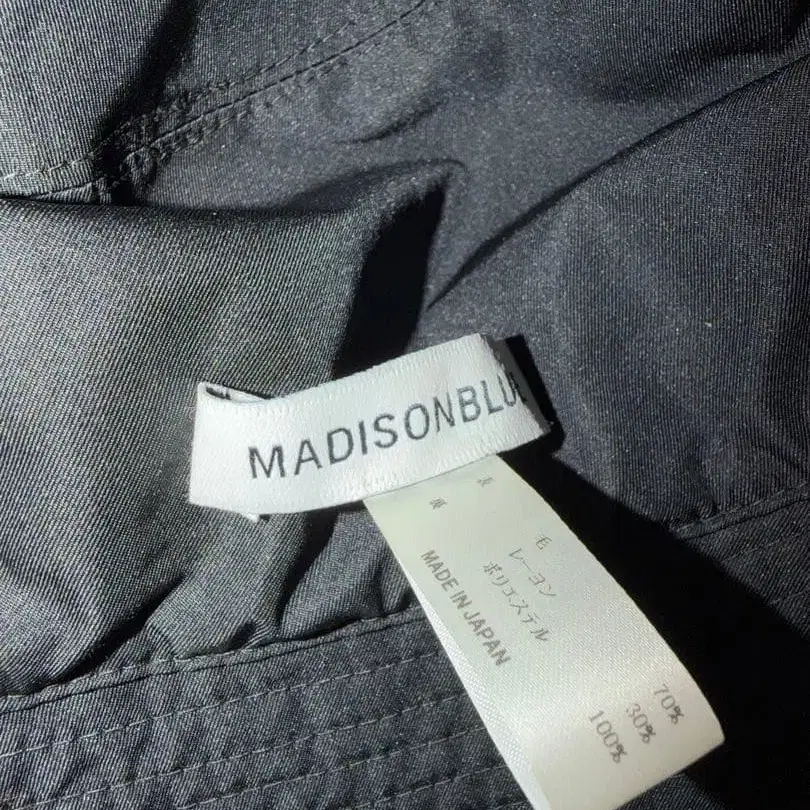 MADISONBLUE
表 毛 70%
レーヨン 30%
裏 ポリエステル 100%
MADE IN JAPAN